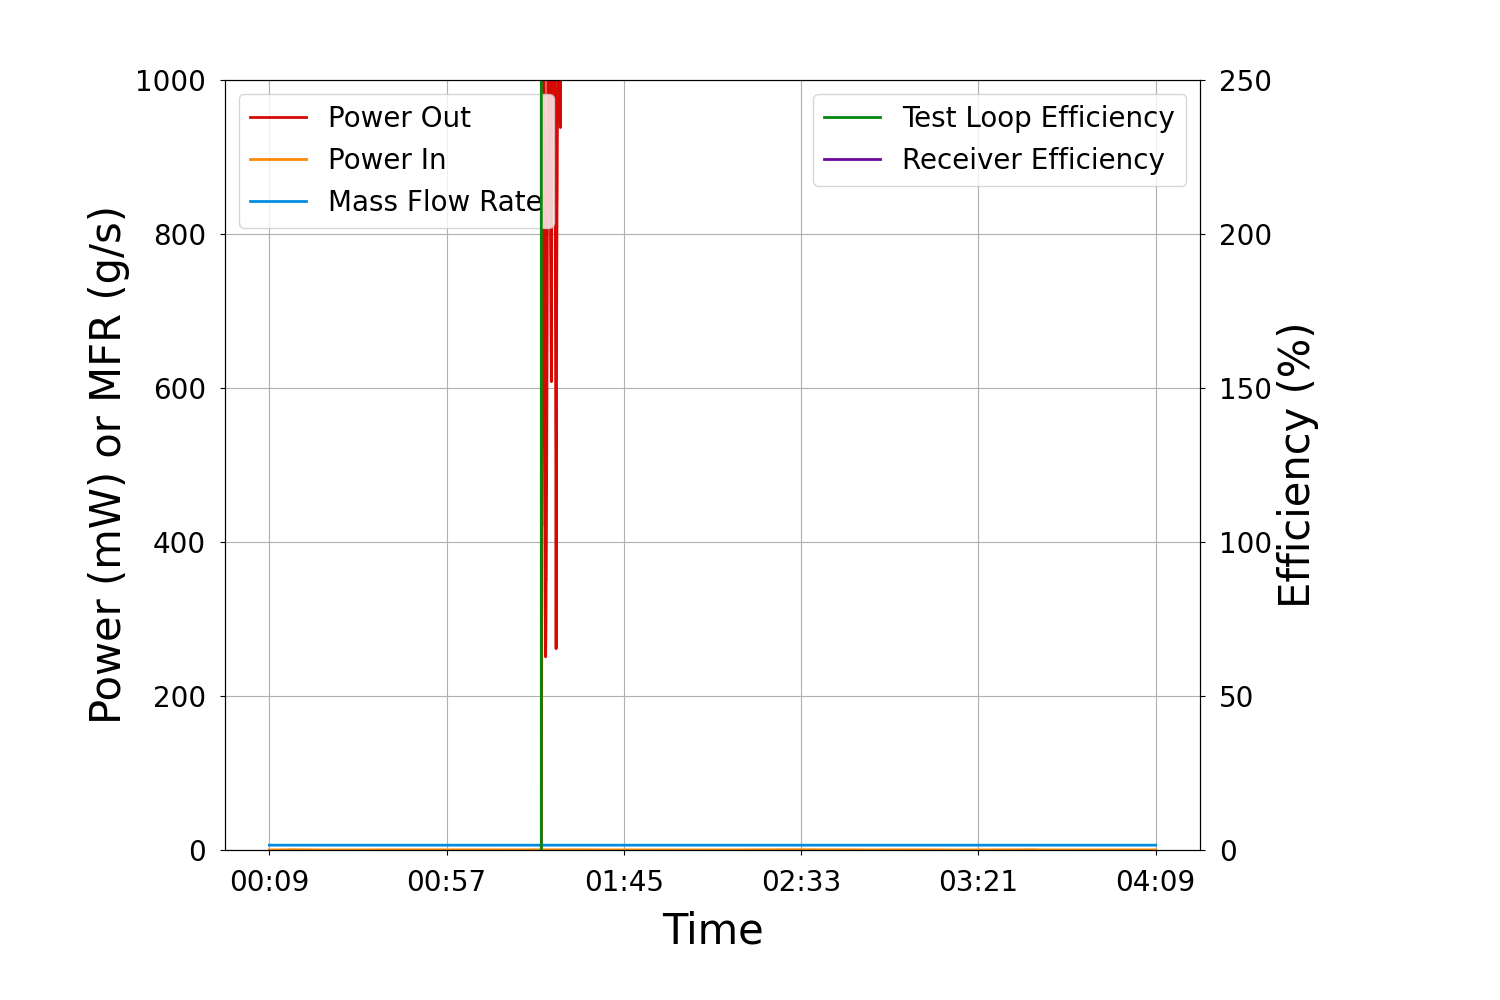 1000
800
600
400
200
0
Power (mW) or MFR (g/s)
Power Out
Power In
Mass Flow Rate
Test Loop Efficiency
Receiver Efficiency
250
200
150
100
50
0
Efficiency (%)
00:09 00:57 01:45 02:33 03:21 04:09
Time